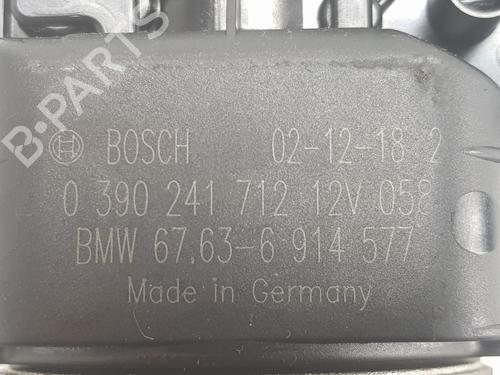 B-PARTS
BOSCH 02-12-18 2
0 390 241 712 12V 058
BMW 67.63-6 914 577
Made in Germany